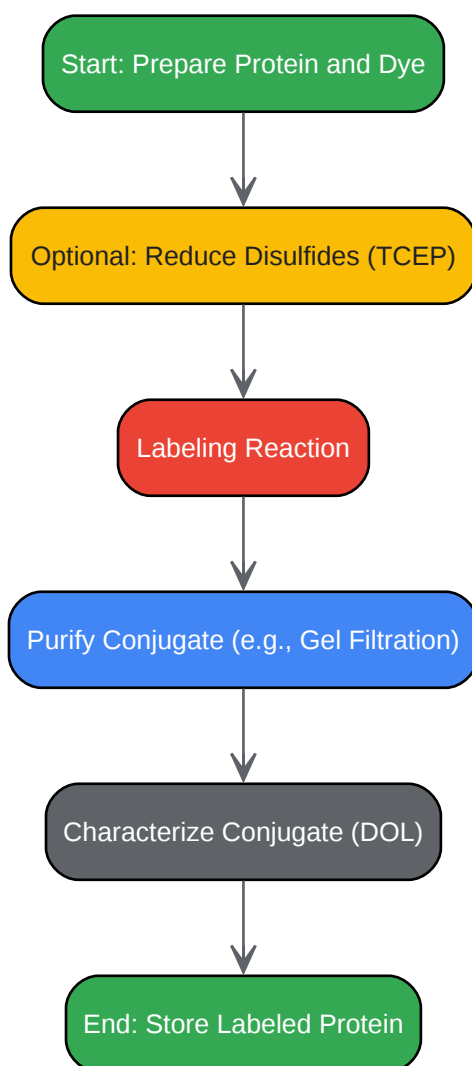 Start: Prepare Protein and Dye
Optional: Reduce Disulfides (TCEP)
Labeling Reaction
Purify Conjugate (e.g., Gel Filtration)
Characterize Conjugate (DOL)
End: Store Labeled Protein